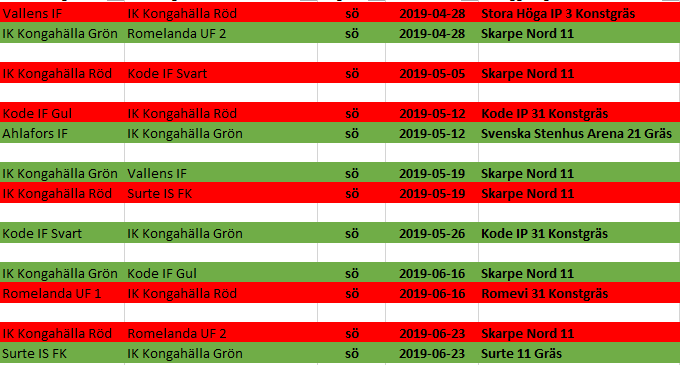 Vallens IF IK Kongahälla Röd sö 2019-04-28 Stora Höga IP 3 Konstgräs
IK Kongahälla Grön Romelanda UF 2 sö 2019-04-28 Skarpe Nord 11
IK Kongahälla Röd Kode IF Svart sö 2019-05-05 Skarpe Nord 11
Kode IF Gul IK Kongahälla Röd sö 2019-05-12 Kode IP 31 Konstgräs
Ahlafors IF IK Kongahälla Grön sö 2019-05-12 Svenska Stenhus Arena 21 Gräs
IK Kongahälla Grön Vallens IF sö 2019-05-19 Skarpe Nord 11
IK Kongahälla Röd Surte IS FK sö 2019-05-19 Skarpe Nord 11
Kode IF Svart IK Kongahälla Grön sö 2019-05-26 Kode IP 31 Konstgräs
IK Kongahälla Grön Kode IF Gul sö 2019-06-16 Skarpe Nord 11
Romelanda UF 1 IK Kongahälla Röd sö 2019-06-16 Romevi 31 Konstgräs
IK Kongahälla Röd Romelanda UF 2 sö 2019-06-23 Skarpe Nord 11
Surte IS FK IK Kongahälla Grön sö 2019-06-23 Surte 11 Gräs